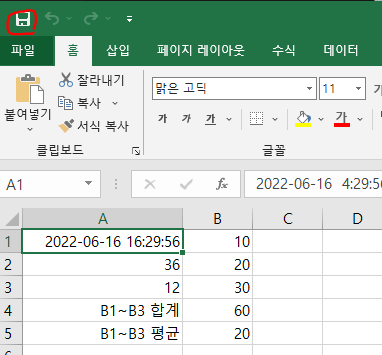 파일 홈 삽입 페이지 레이아웃 수식 데이터
붙여넣기
잘라내기
복사
서식 복사
클립보드
맑은 고딕 11
가 가 가 가
글꼴
A1 fx 2022-06-16 4:29:56
A B C D
1 2022-06-16 16:29:56 10
2 36 20
3 12 30
4 B1~B3 합계 60
5 B1~B3 평균 20